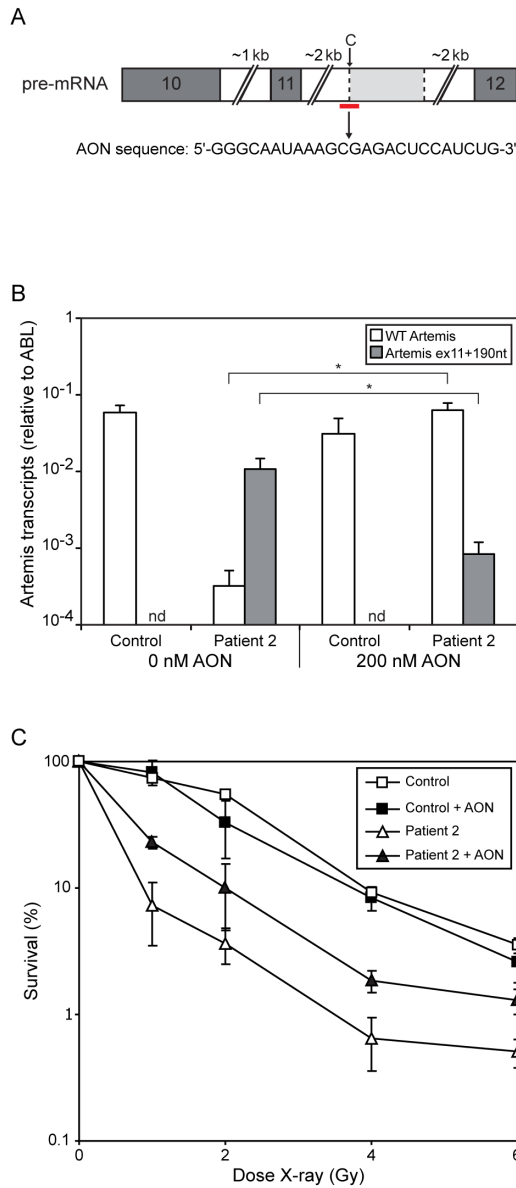 A
C
~1 kb
~2 kb
~2 kb
pre-mRNA
10
11
12
AON sequence: 5'-GGGCAAUAAAGCGAGACUCCAUCUG-3'
B
Artemis transcripts (relative to ABL)
1
10-1
10-2
10-3
10-4
WT Artemis
Artemis ex11+190nt
*
*
nd
nd
Control
Patient 2
Control
Patient 2
0 nM AON
200 nM AON
C
Survival (%)
100
10
1
0.1
Control
Control + AON
Patient 2
Patient 2 + AON
0
2
4
6
Dose X-ray (Gy)